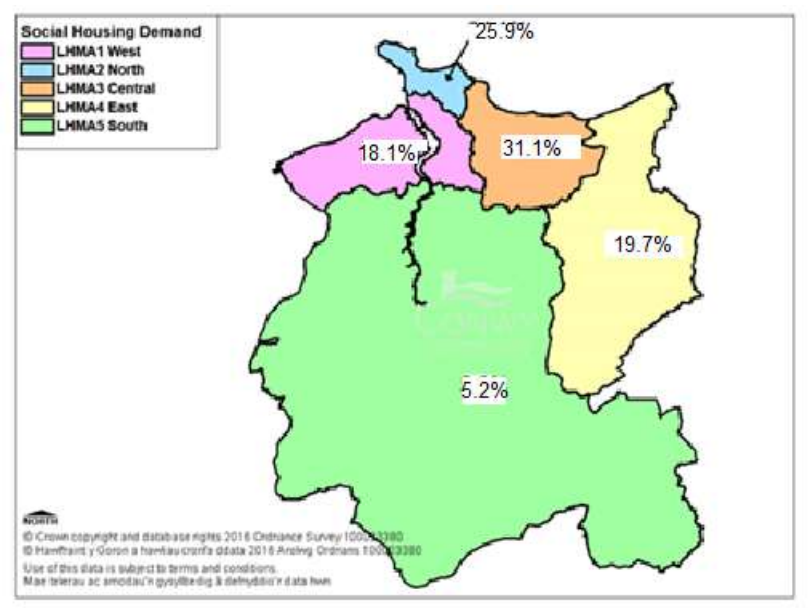 Social Housing Demand
LHMA1 West
LHMA2 North
LHMA3 Central
LHMA4 East
LHMA5 South
25.9%
18.1%
31.1%
19.7%
5.2%
NORTH
© Crown copyright and database rights 2016 Ordnance Survey
© Hawlfraint y Goron a hawliau cronfa ddata 2016 Arolwg Ordnans
Use of this data is subject to terms and conditions.
Mae telerau ac amodau'n gysylltiedig â defnyddio'r data hwn